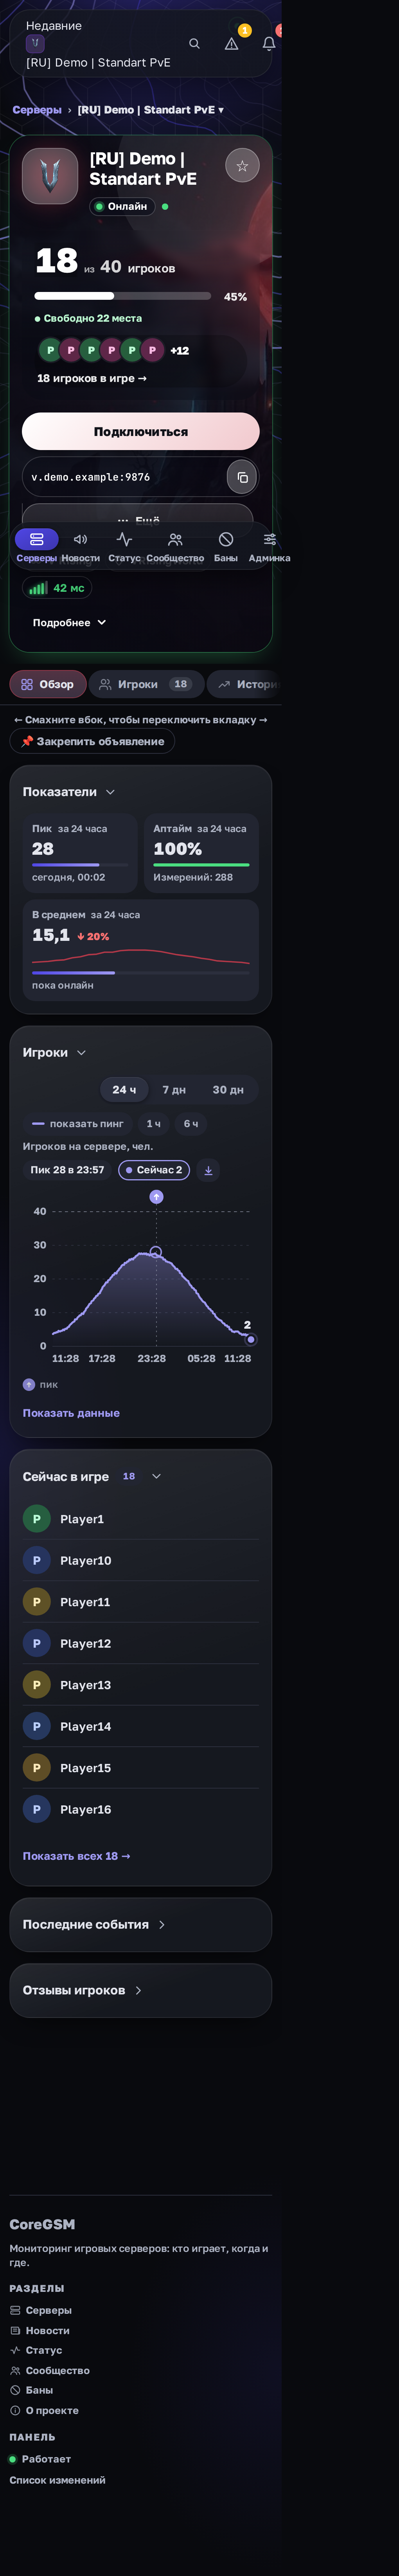 Недавние
[RU] Demo | Standart PvE
1
Серверы › [RU] Demo | Standart PvE ▾
[RU] Demo |
Standart PvE
Онлайн
18 из 40 игроков
45%
Свободно 22 места
P P P P P P +12
18 игроков в игре →
Подключиться
v.demo.example:9876
... Ещё
Серверы Новости Статус Сообщество Баны Админка
42 мс
Подробнее
Обзор Игроки 18 История
← Смахните вбок, чтобы переключить вкладку →
📌 Закрепить объявление
Показатели
Пик за 24 часа
28
сегодня, 00:02
Аптайм за 24 часа
100%
Измерений: 288
В среднем за 24 часа
15,1 ↓ 20%
пока онлайн
Игроки
24 ч 7 дн 30 дн
показать пинг 1 ч 6 ч
Игроков на сервере, чел.
Пик 28 в 23:57 Сейчас 2
40
30
20
10
0
2
11:28 17:28 23:28 05:28 11:28
пик
Показать данные
Сейчас в игре 18
P Player1
P Player10
P Player11
P Player12
P Player13
P Player14
P Player15
P Player16
Показать всех 18 →
Последние события
Отзывы игроков
CoreGSM
Мониторинг игровых серверов: кто играет, когда и
где.
РАЗДЕЛЫ
Серверы
Новости
Статус
Сообщество
Баны
О проекте
ПАНЕЛЬ
Работает
Список изменений